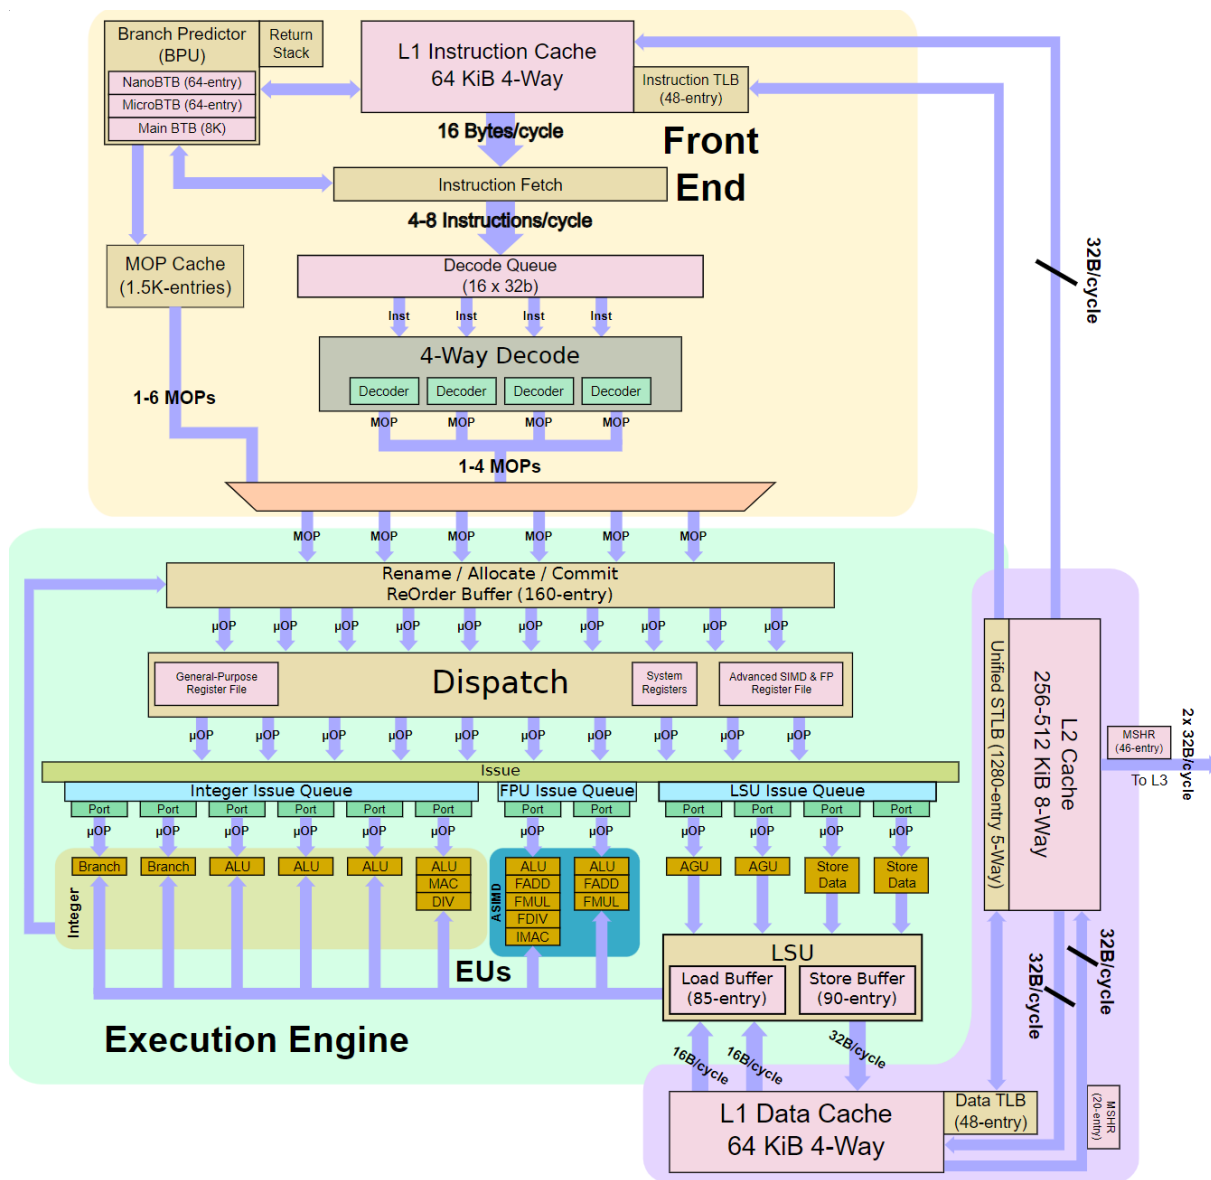 Branch Predictor
(BPU)
Return
Stack
NanoBTB (64-entry)
MicroBTB (64-entry)
Main BTB (8K)
L1 Instruction Cache
64 KiB 4-Way
Instruction TLB
(48-entry)
16 Bytes/cycle
Front
End
Instruction Fetch
4-8 Instructions/cycle
MOP Cache
(1.5K-entries)
Decode Queue
(16 x 32b)
Inst
Inst
Inst
Inst
32B/cycle
4-Way Decode
Decoder
Decoder
Decoder
Decoder
1-6 MOPs
MOP
MOP
MOP
MOP
1-4 MOPs
MOP
MOP
MOP
MOP
MOP
MOP
Rename / Allocate / Commit
ReOrder Buffer (160-entry)
µOP
µOP
µOP
µOP
µOP
µOP
µOP
µOP
µOP
µOP
General-Purpose
Register File
Dispatch
System
Registers
Advanced SIMD & FP
Register File
µOP
µOP
µOP
µOP
µOP
µOP
µOP
µOP
µOP
µOP
Issue
Integer Issue Queue
FPU Issue Queue
LSU Issue Queue
Port
Port
Port
Port
Port
Port
Port
Port
Port
Port
Port
Port
µOP
µOP
µOP
µOP
µOP
µOP
µOP
µOP
µOP
µOP
µOP
µOP
Integer
Branch
Branch
ALU
ALU
ALU
ALU
MAC
DIV
ASIMD
ALU
FADD
FMUL
FDIV
IMAC
ALU
FADD
FMUL
AGU
AGU
Store
Data
Store
Data
EUs
LSU
Load Buffer
(85-entry)
Store Buffer
(90-entry)
Execution Engine
16B/cycle
16B/cycle
32B/cycle
L1 Data Cache
64 KiB 4-Way
Data TLB
(48-entry)
MSHR
(20-entry)
32B/cycle
32B/cycle
Unified STLB (1280-entry 5-Way)
L2 Cache
256-512 KiB 8-Way
MSHR
(46-entry)
To L3
2x 32B/cycle